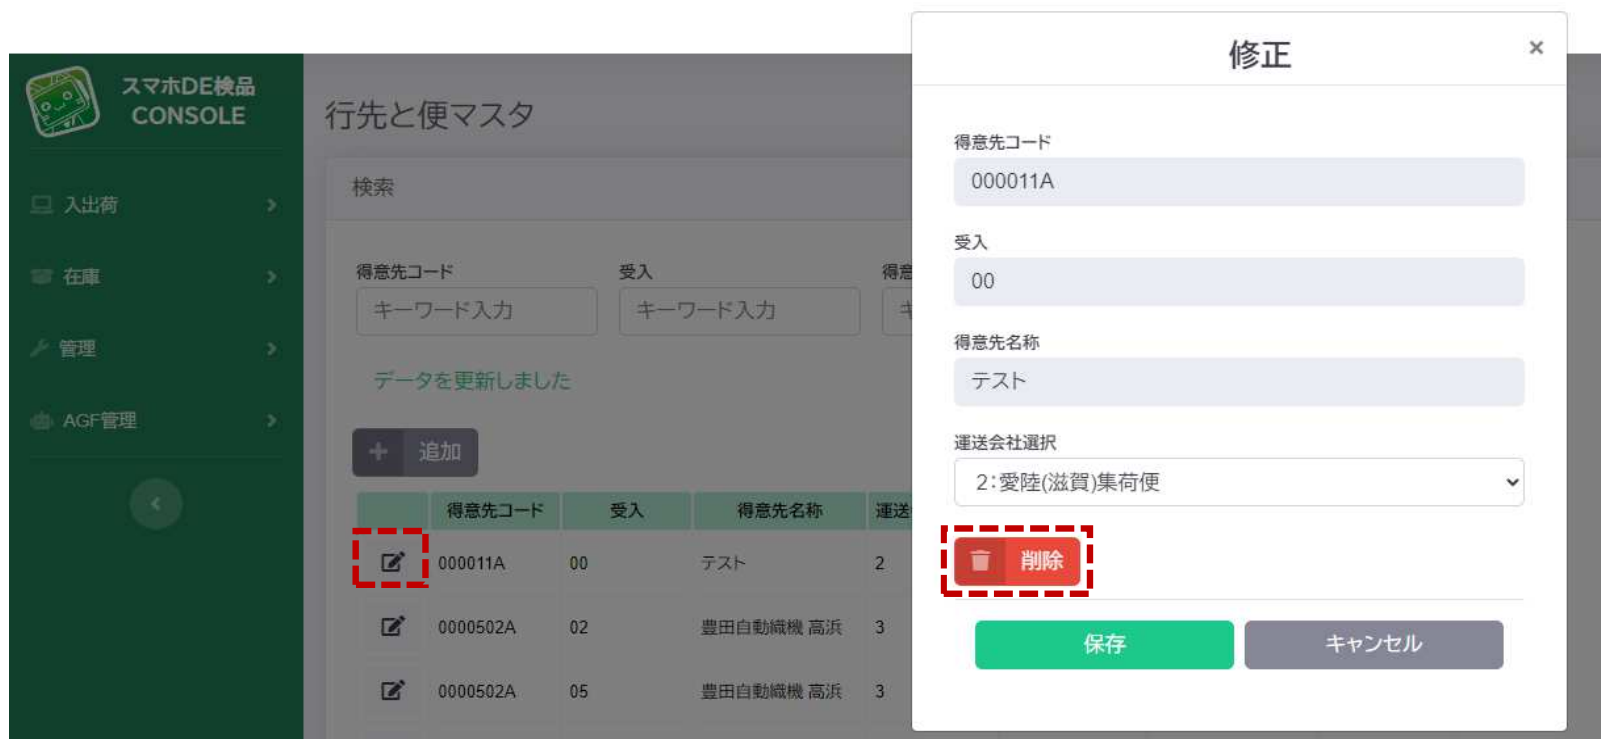 スマホDE検品
CONSOLE
入出荷
在庫
管理
AGF管理
行先と便マスタ
検索
得意先コード 受入 得意
キーワード入力 キーワード入力 キ
データを更新しました
+ 追加
得意先コード 受入 得意先名称 運送
000011A 00 テスト 2
0000502A 02 豊田自動織機 高浜 3
0000502A 05 豊田自動織機 高浜 3
修正 ×
得意先コード
000011A
受入
00
得意先名称
テスト
運送会社選択
2:愛陸(滋賀)集荷便
削除
保存 キャンセル